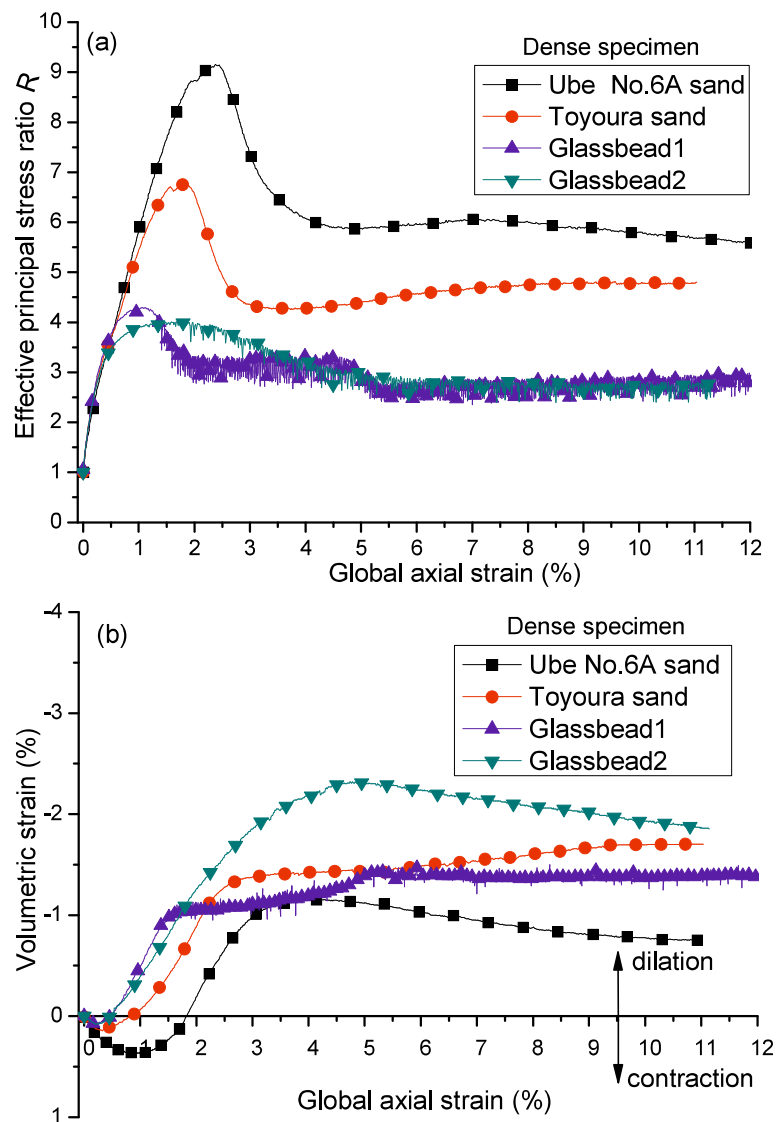 (a)
Dense specimen
Ube No.6A sand
Toyoura sand
Glassbead1
Glassbead2
Effective principal stress ratio R
10
9
8
7
6
5
4
3
2
1
0
0 1 2 3 4 5 6 7 8 9 10 11 12
Global axial strain (%)
(b)
Dense specimen
Ube No.6A sand
Toyoura sand
Glassbead1
Glassbead2
Volumetric strain (%)
-4
-3
-2
-1
0
1
0 1 2 3 4 5 6 7 8 9 10 11 12
dilation
contraction
Global axial strain (%)